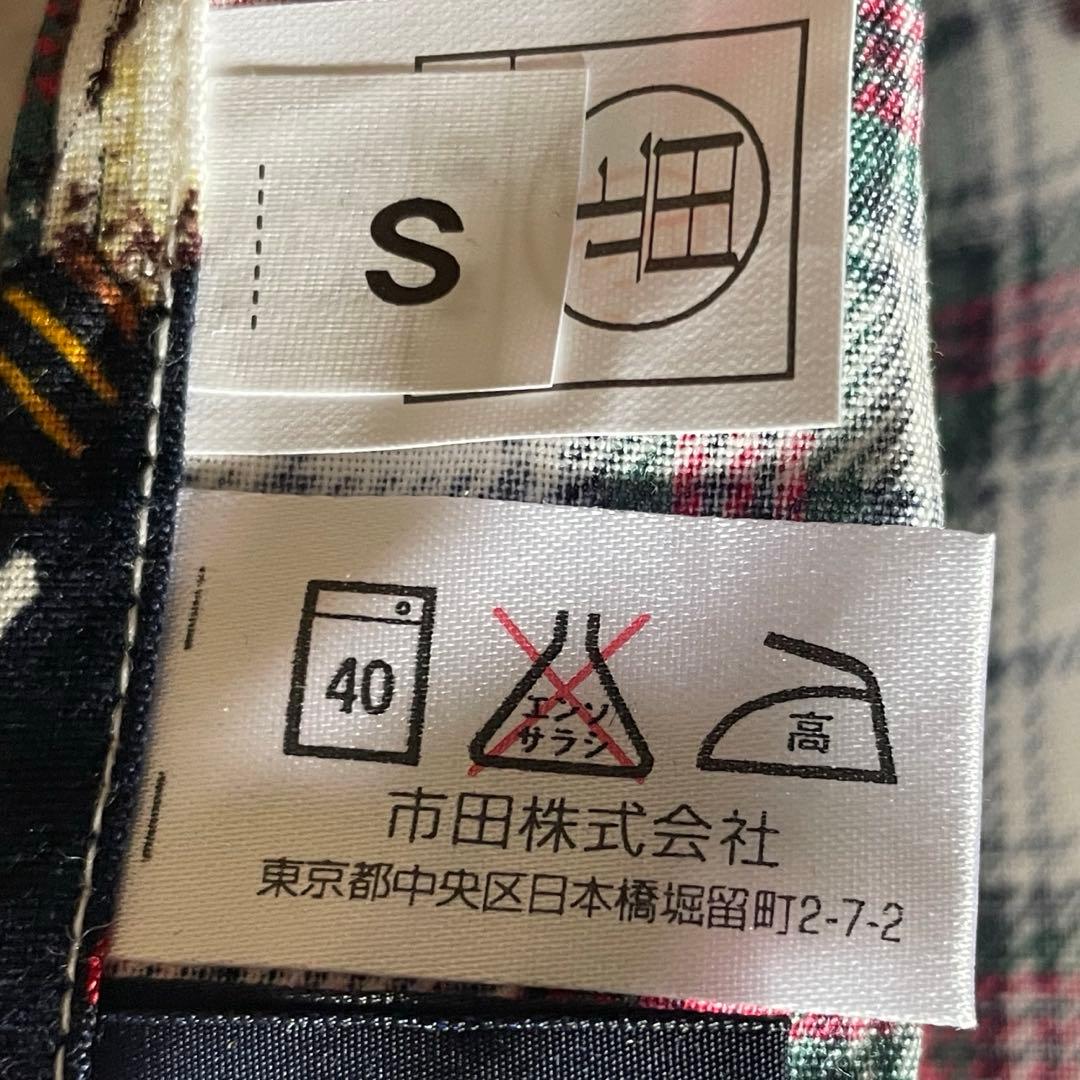 S
40
エンソ
サラシ
高
市田株式会社
東京都中央区日本橋堀留町2-7-2